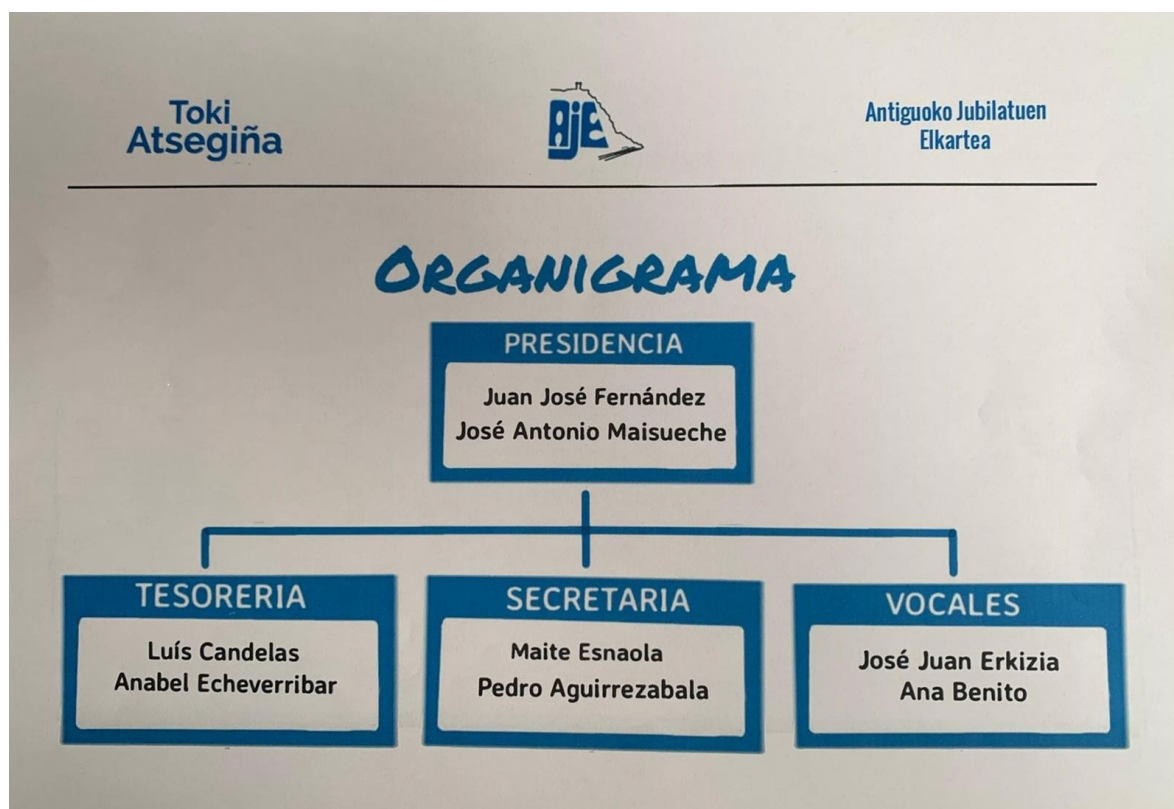 Toki
Atsegiña
AjE
Antiguoko Jubilatuen
Elkartea
ORGANIGRAMA
PRESIDENCIA
Juan José Fernández
José Antonio Maisueche
TESORERIA
Luís Candelas
Anabel Echeverribar
SECRETARIA
Maite Esnaola
Pedro Aguirrezabala
VOCALES
José Juan Erkizia
Ana Benito